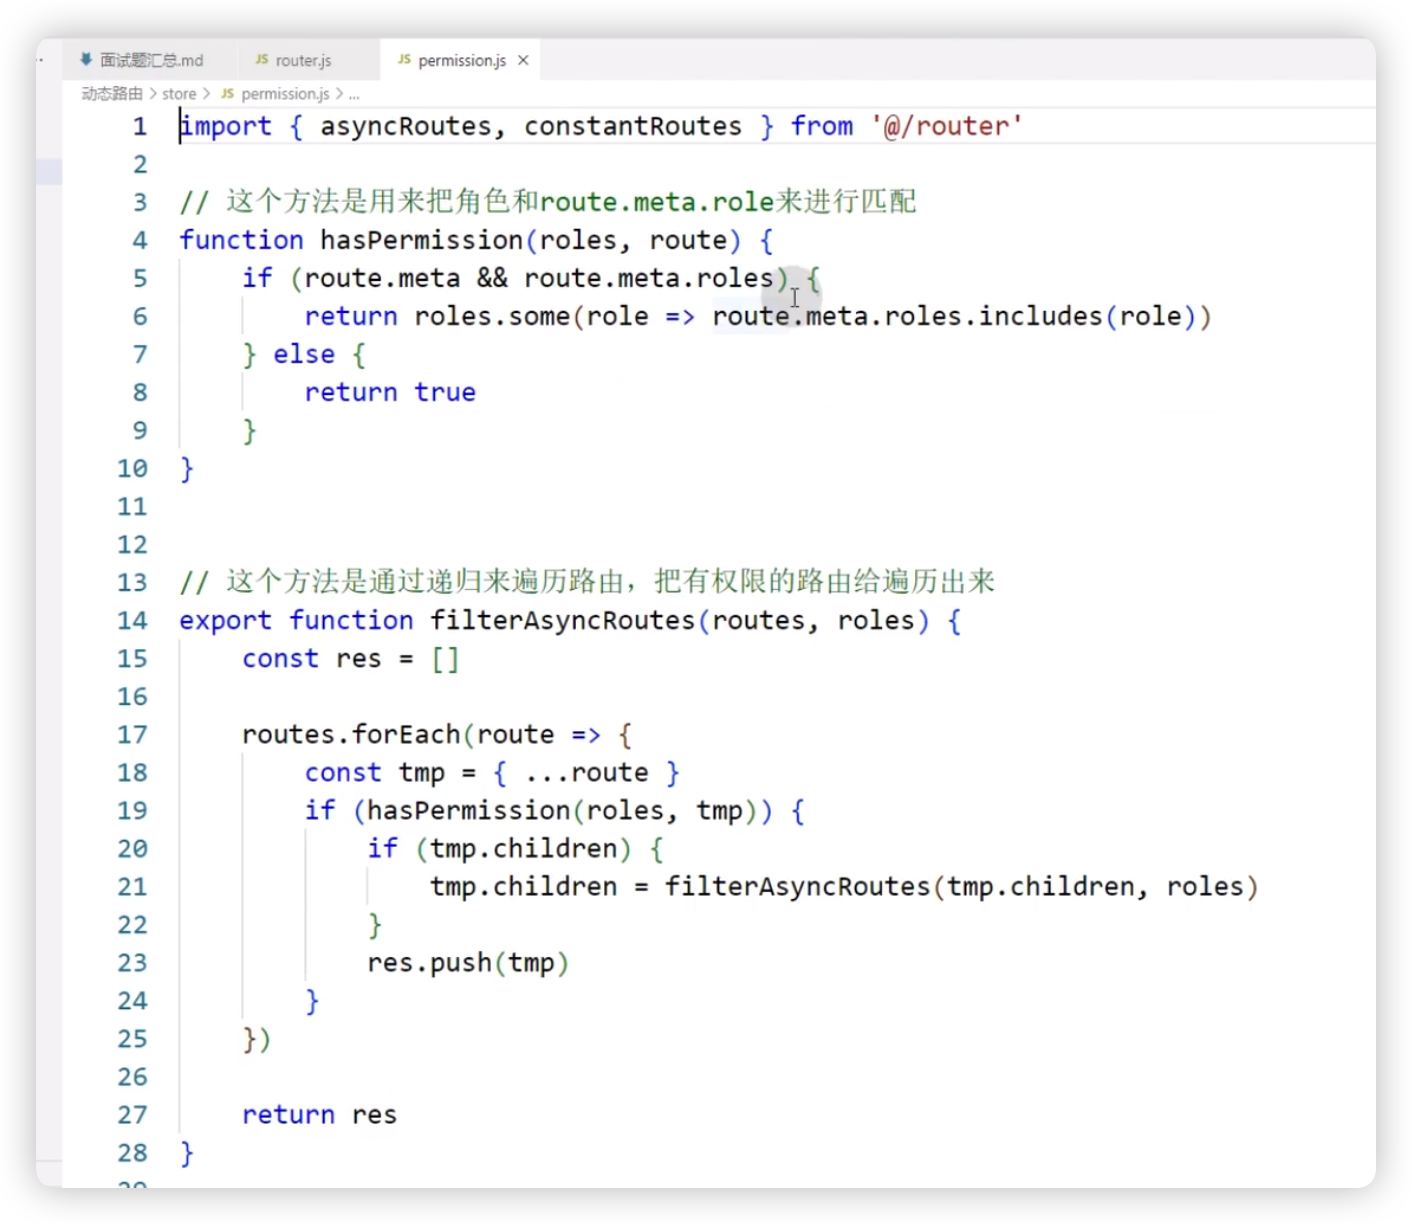 面试题汇总.md JS router.js JS permission.js ×
动态路由 > store > JS permission.js > ...
1 import { asyncRoutes, constantRoutes } from '@/router'
2
3 // 这个方法是用来把角色和route.meta.role来进行匹配
4 function hasPermission(roles, route) {
5 if (route.meta && route.meta.roles) {
6 return roles.some(role => route.meta.roles.includes(role))
7 } else {
8 return true
9 }
10 }
11
12
13 // 这个方法是通过递归来遍历路由，把有权限的路由给遍历出来
14 export function filterAsyncRoutes(routes, roles) {
15 const res = []
16
17 routes.forEach(route => {
18 const tmp = { ...route }
19 if (hasPermission(roles, tmp)) {
20 if (tmp.children) {
21 tmp.children = filterAsyncRoutes(tmp.children, roles)
22 }
23 res.push(tmp)
24 }
25 })
26
27 return res
28 }